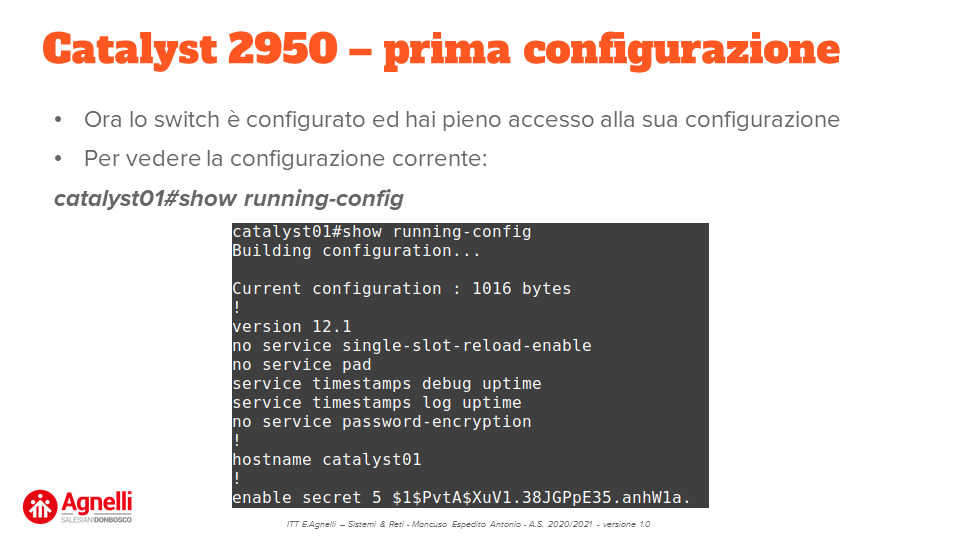 Catalyst 2950 – prima configurazione
• Ora lo switch è configurato ed hai pieno accesso alla sua configurazione
• Per vedere la configurazione corrente:
catalyst01#show running-config
catalyst01#show running-config
Building configuration...
Current configuration : 1016 bytes
!
version 12.1
no service single-slot-reload-enable
no service pad
service timestamps debug uptime
service timestamps log uptime
no service password-encryption
!
hostname catalyst01
!
enable secret 5 $1$PvtA$XuV1.38JGPpE35.anhW1a.
Agnelli
SALESIANIDONBOSCO
ITT E.Agnelli – Sistemi & Reti - Mancuso Espedito Antonio - A.S. 2020/2021 - versione 1.0